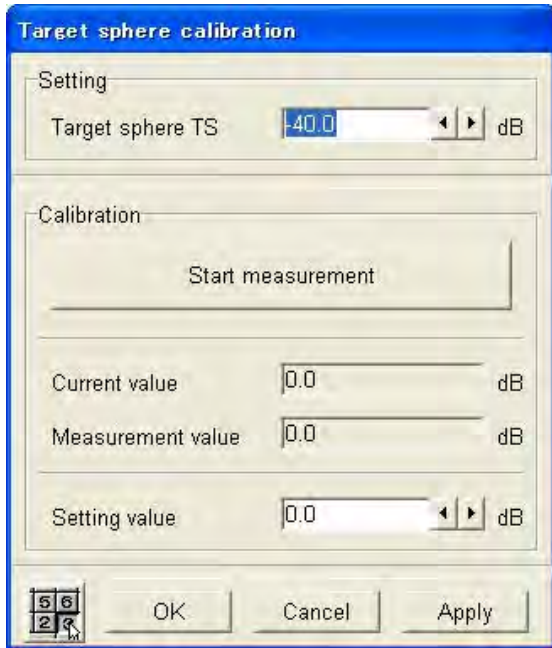 Target sphere calibration
Setting
Target sphere TS -40.0 dB
Calibration
Start measurement
Current value 0.0 dB
Measurement value 0.0 dB
Setting value 0.0 dB
5 6
2
OK Cancel Apply